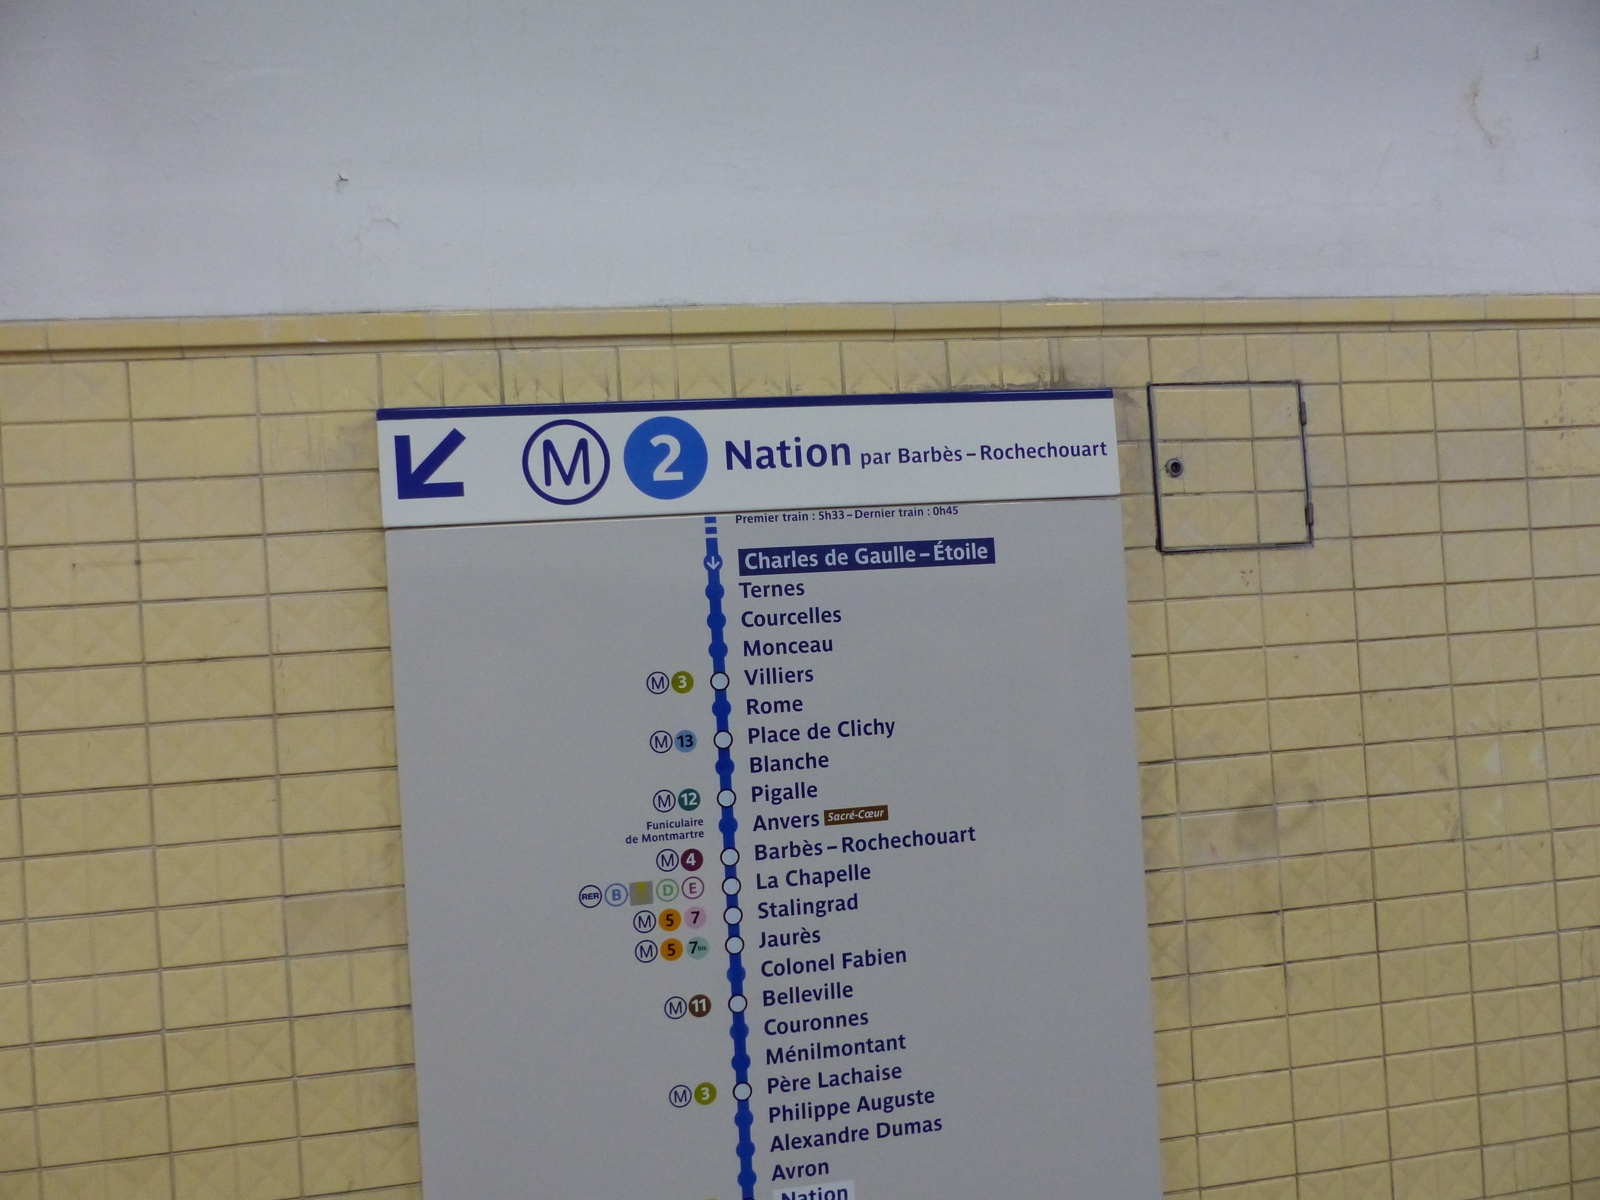 M 2 Nation par Barbès – Rochechouart
Premier train : 5h33 – Dernier train : 0h45
Charles de Gaulle – Étoile
Ternes
Courcelles
Monceau
M 3 Villiers
Rome
M 13 Place de Clichy
Blanche
M 12 Pigalle
Funiculaire
de Montmartre
Anvers Sacré-Cœur
M 4 Barbès – Rochechouart
RER B D E La Chapelle
M 5 7 Stalingrad
M 5 7bis Jaurès
Colonel Fabien
M 11 Belleville
Couronnes
Ménilmontant
M 3 Père Lachaise
Philippe Auguste
Alexandre Dumas
Avron
Nation